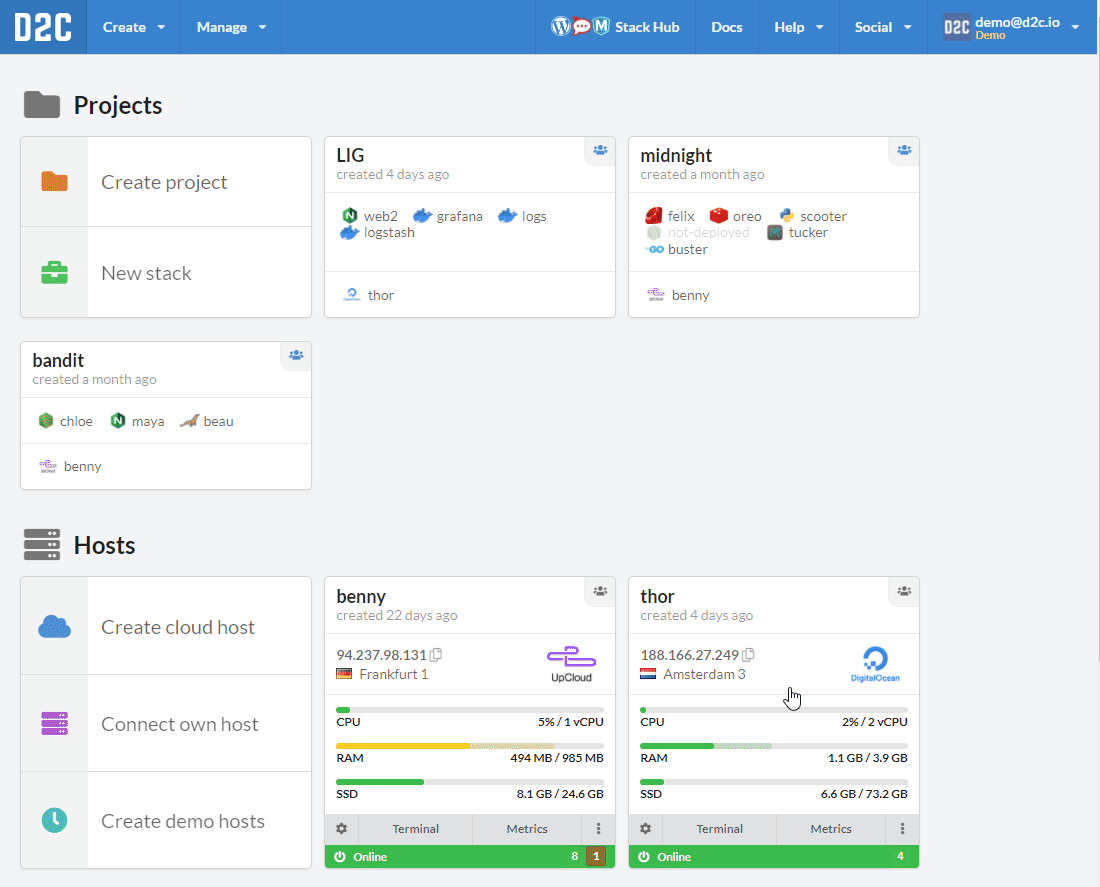 D2C Create Manage Stack Hub Docs Help Social D2C demo@d2c.io
Demo
Projects
Create project
New stack
LIG
created 4 days ago
web2 grafana logs
logstash
thor
midnight
created a month ago
felix oreo scooter
not-deployed tucker
buster
benny
bandit
created a month ago
chloe maya beau
benny
Hosts
Create cloud host
Connect own host
Create demo hosts
benny
created 22 days ago
94.237.98.131
Frankfurt 1
UpCloud
CPU 5% / 1 vCPU
RAM 494 MB / 985 MB
SSD 8.1 GB / 24.6 GB
Terminal Metrics
Online 8 1
thor
created 4 days ago
188.166.27.249
Amsterdam 3
DigitalOcean
CPU 2% / 2 vCPU
RAM 1.1 GB / 3.9 GB
SSD 6.6 GB / 73.2 GB
Terminal Metrics
Online 4